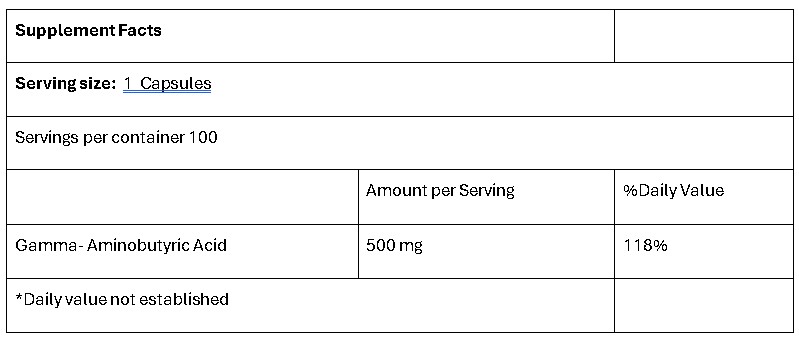 Supplement Facts
Serving size: 1 Capsules
Servings per container 100
Amount per Serving %Daily Value
Gamma- Aminobutyric Acid 500 mg 118%
*Daily value not established